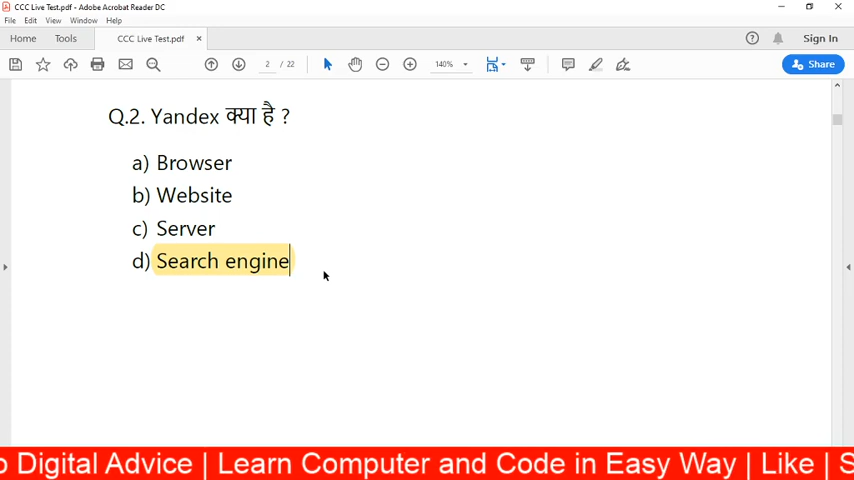 CCC Live Test.pdf - Adobe Acrobat Reader DC
File Edit View Window Help
Home Tools CCC Live Test.pdf × Sign In
2 / 22 140% Share
Q.2. Yandex क्या है ?
a) Browser
b) Website
c) Server
d) Search engine
o Digital Advice | Learn Computer and Code in Easy Way | Like | S